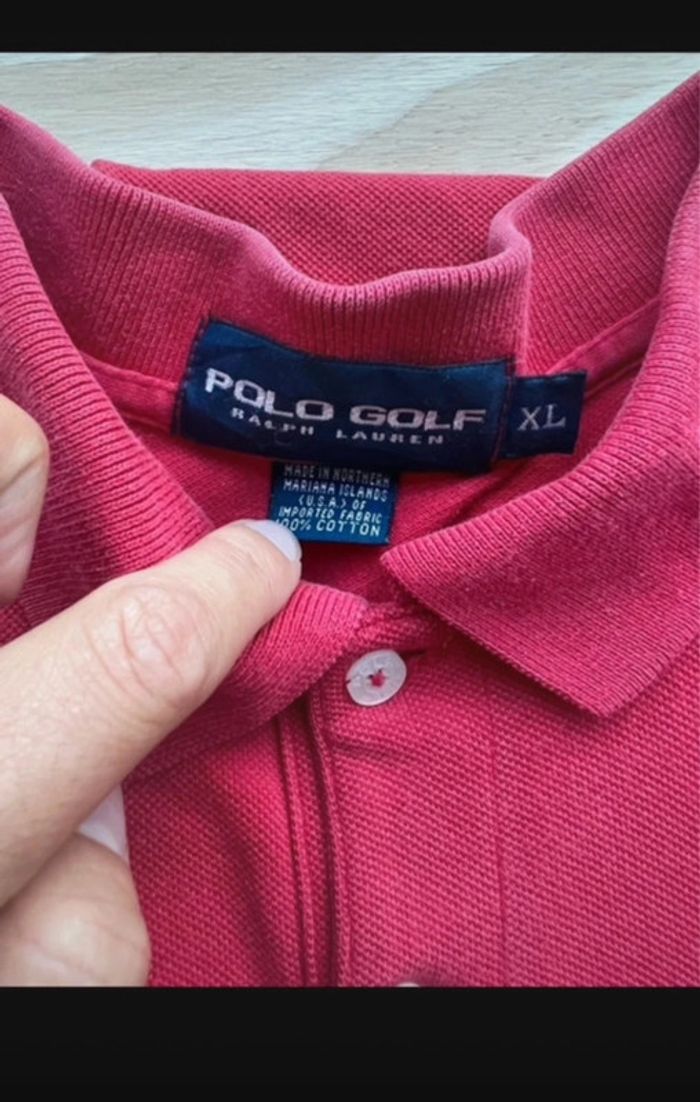 POLO GOLF
RALPH LAUREN
XL
MADE IN NORTHERN
MARIANA ISLANDS
(U.S.A.) OF
IMPORTED FABRIC
100% COTTON